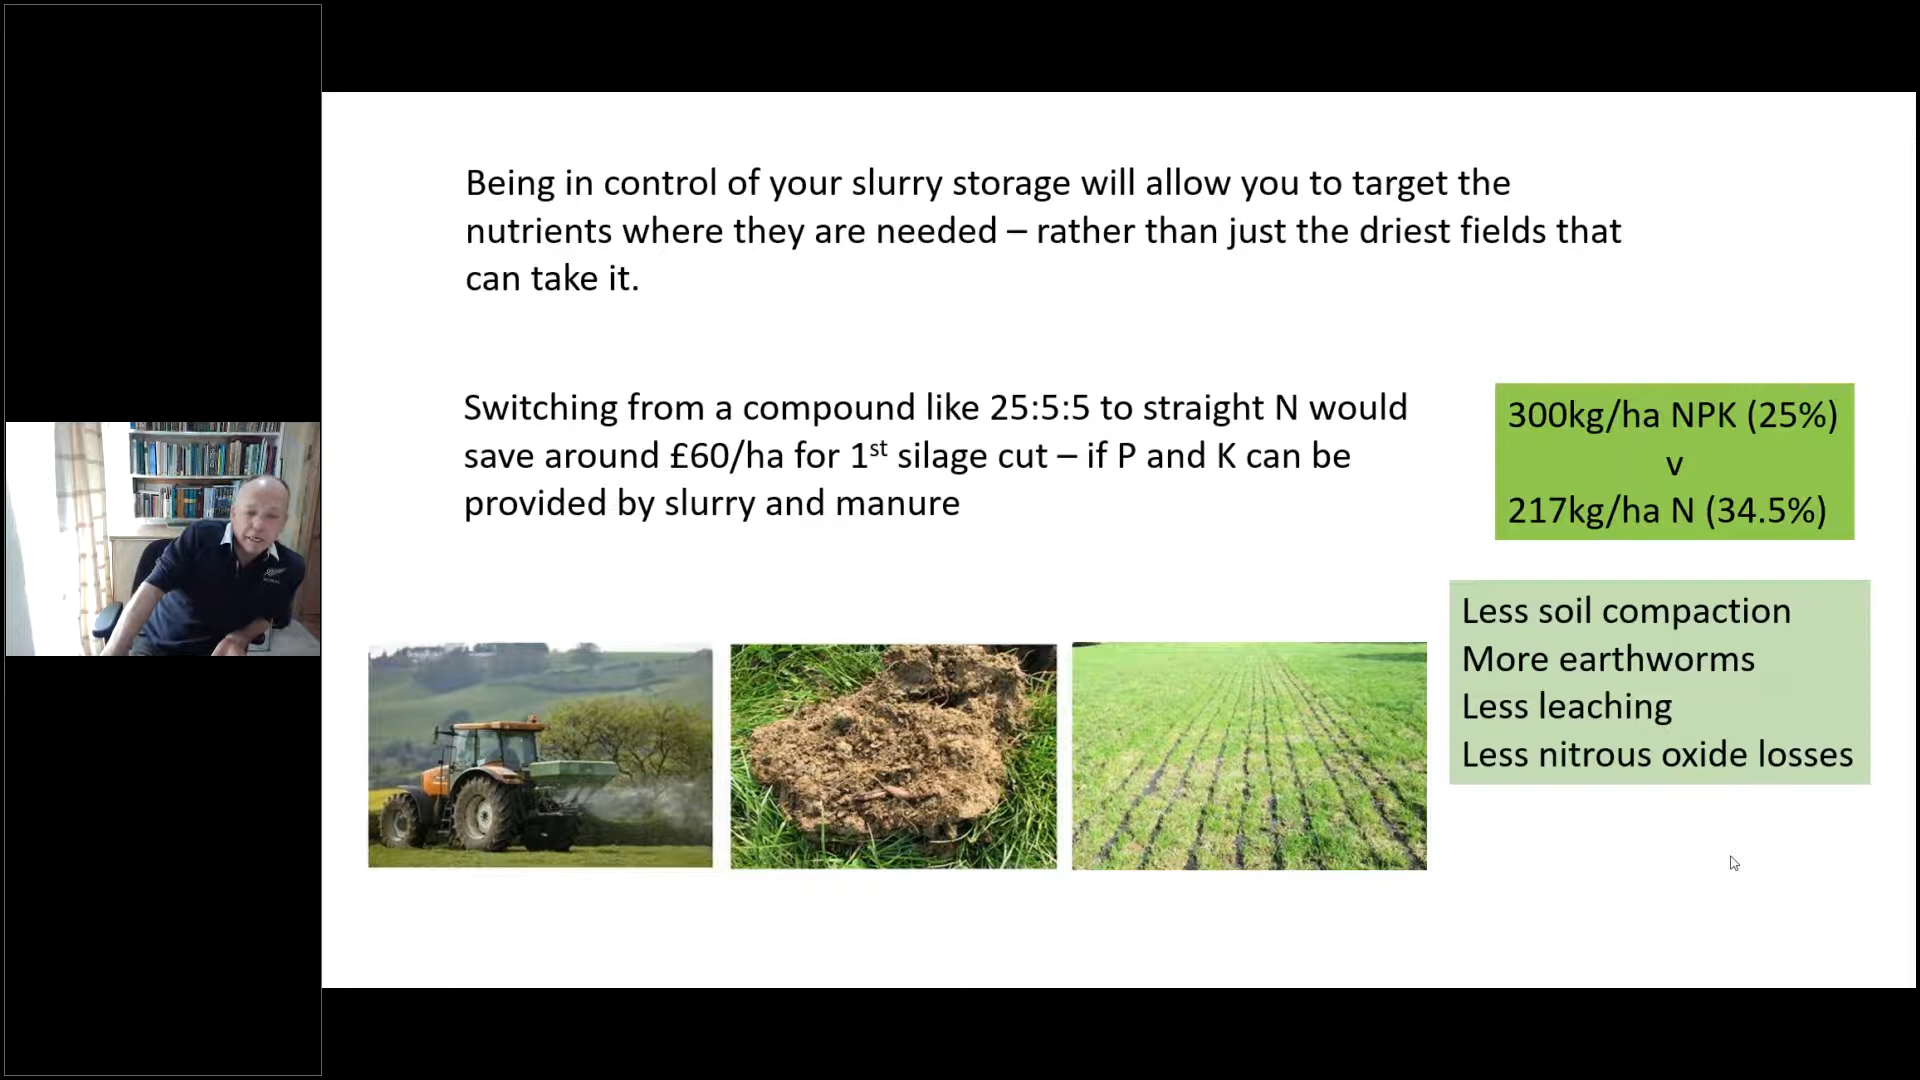 Being in control of your slurry storage will allow you to target the
nutrients where they are needed – rather than just the driest fields that
can take it.
Switching from a compound like 25:5:5 to straight N would
save around £60/ha for 1st silage cut – if P and K can be
provided by slurry and manure
300kg/ha NPK (25%)
v
217kg/ha N (34.5%)
Less soil compaction
More earthworms
Less leaching
Less nitrous oxide losses